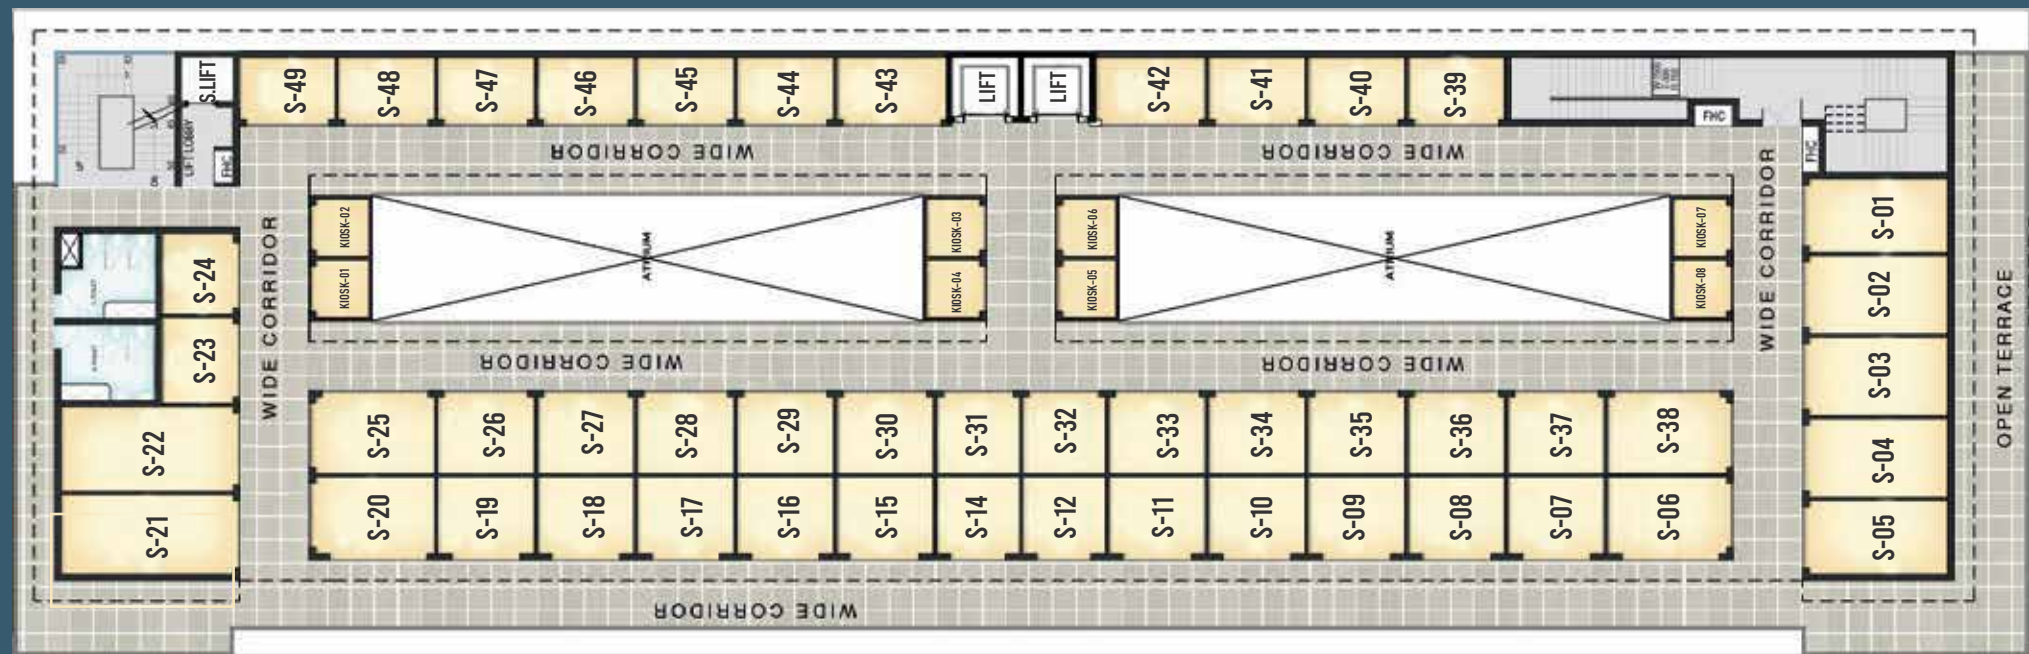 S.LIFT
S-49
S-48
S-47
S-46
S-45
S-44
S-43
LIFT
LIFT
S-42
S-41
S-40
S-39
FHC
LIFT LOBBY
FHC
FHC
WIDE CORRIDOR
WIDE CORRIDOR
WIDE CORRIDOR
WIDE CORRIDOR
UP
DN
KIOSK-02
KIOSK-03
KIOSK-06
KIOSK-07
ATRIUM
ATRIUM
KIOSK-01
KIOSK-04
KIOSK-05
KIOSK-08
S-24
S-23
S-22
S-21
S-01
S-02
S-03
S-04
S-05
OPEN TERRACE
WIDE CORRIDOR
WIDE CORRIDOR
S-25
S-26
S-27
S-28
S-29
S-30
S-31
S-32
S-33
S-34
S-35
S-36
S-37
S-38
S-20
S-19
S-18
S-17
S-16
S-15
S-14
S-12
S-11
S-10
S-09
S-08
S-07
S-06
WIDE CORRIDOR